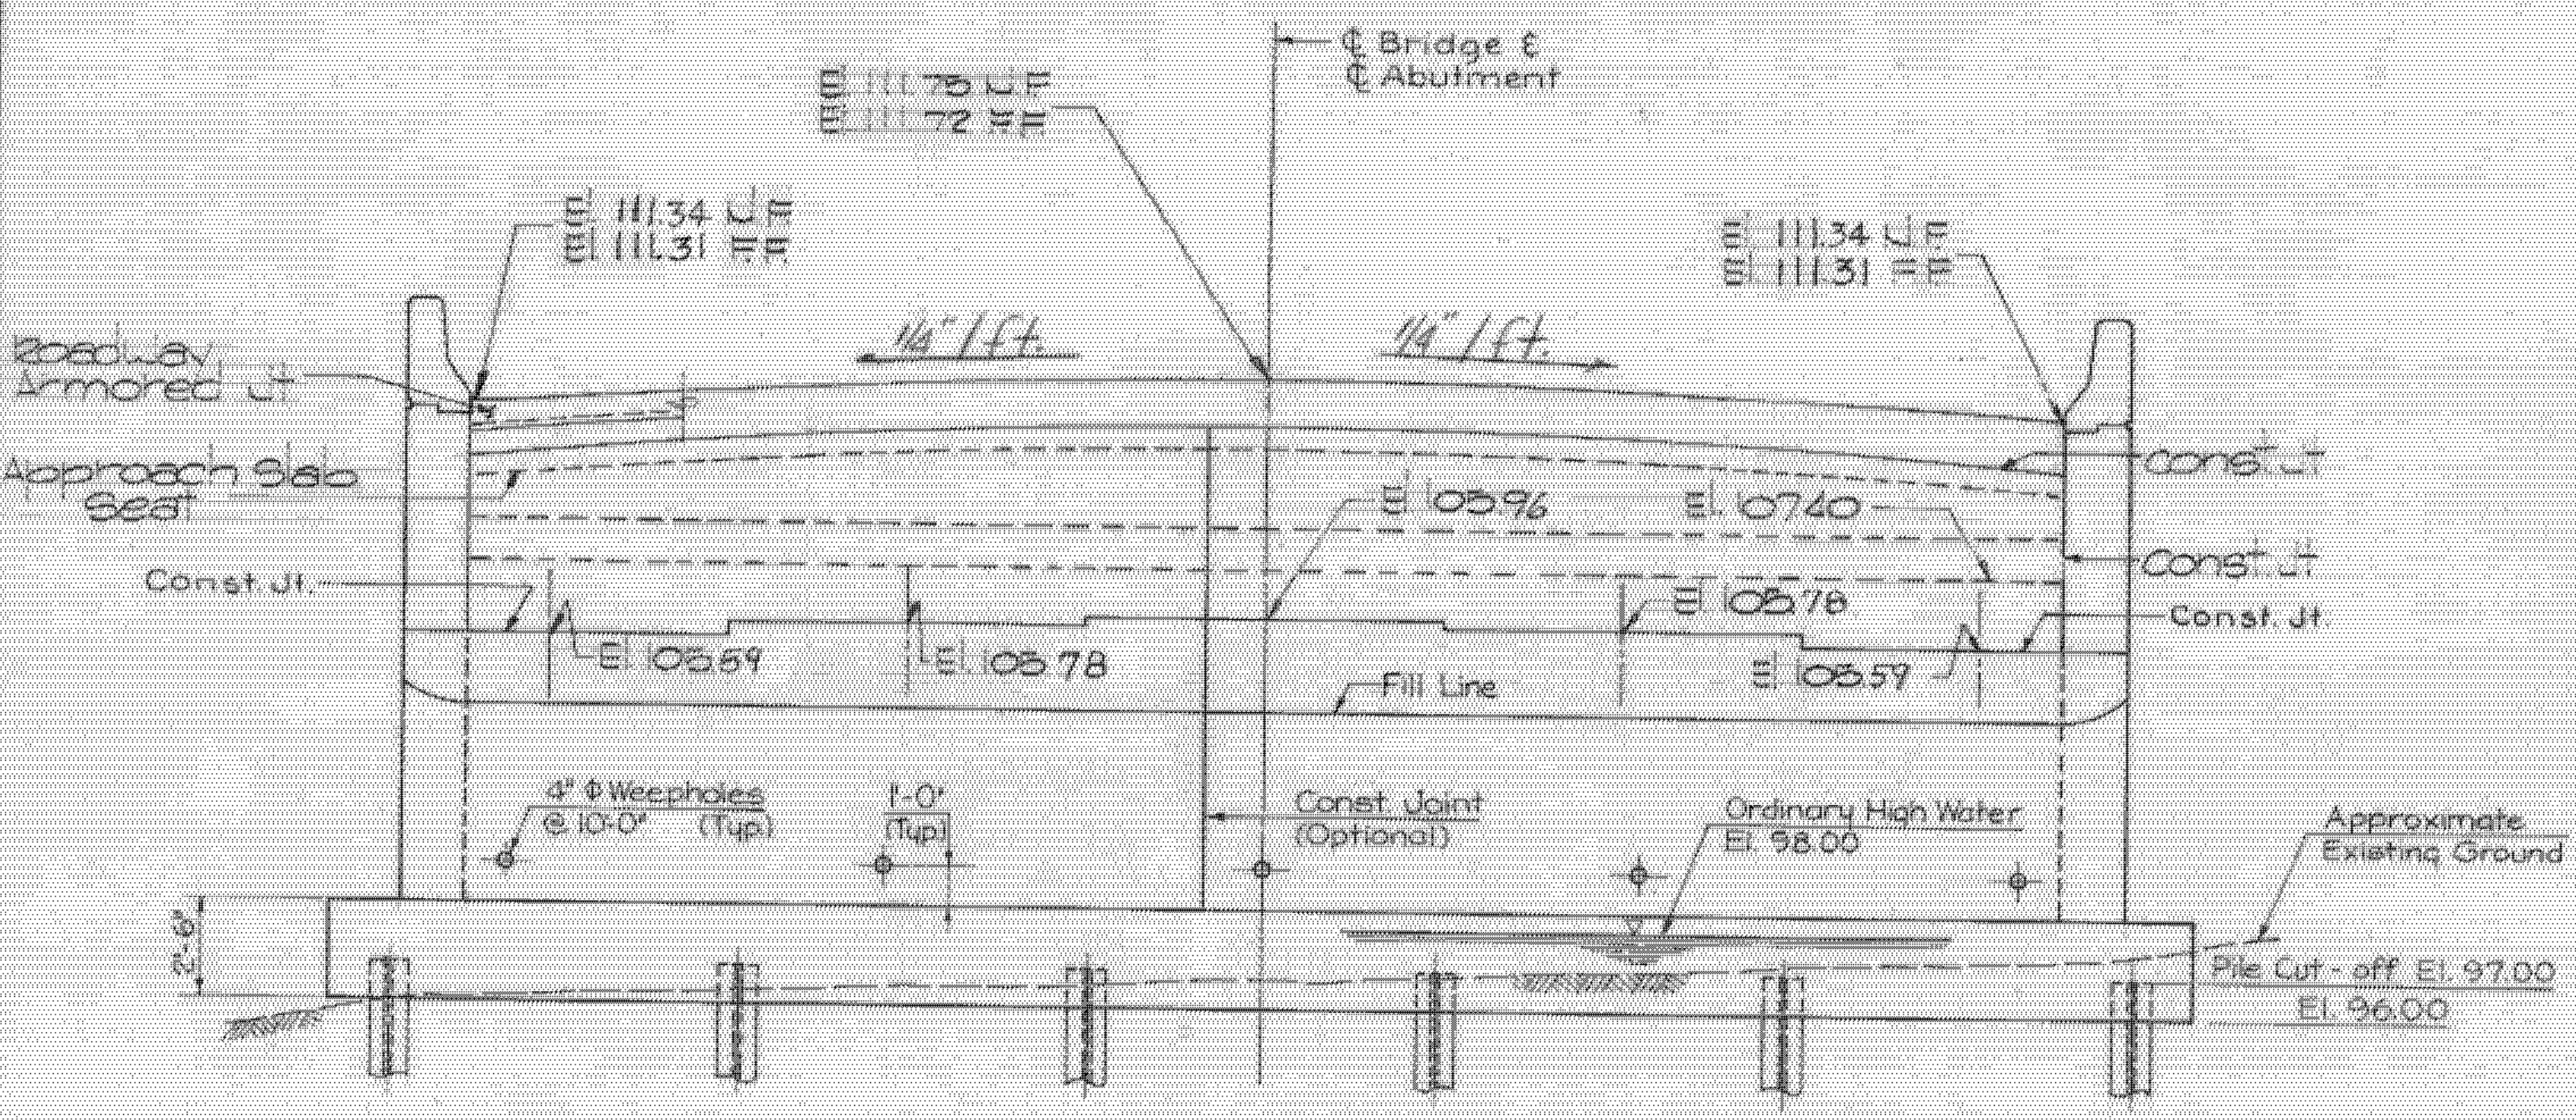 ℄ Bridge &
℄ Abutment
El. 111.75 J.F.
El. 111.72 F.F.
El. 111.34 J.F.
El. 111.31 F.F.
El. 111.34 J.F.
El. 111.31 F.F.
1/4" / ft.
1/4" / ft.
Roadway
Armored Jt.
Approach Slab
Seat
Const. Jt.
El. 105.96
El. 107.40
Const. Jt.
Const. Jt.
El. 105.78
Const. Jt.
El. 105.59
El. 105.78
El. 105.59
Fill Line
4" Φ Weepholes
@ 10'-0" (Typ.)
1'-0"
(Typ.)
Const. Joint
(Optional)
Ordinary High Water
El. 98.00
Approximate
Existing Ground
2'-6"
Pile Cut-off El. 97.00
El. 96.00